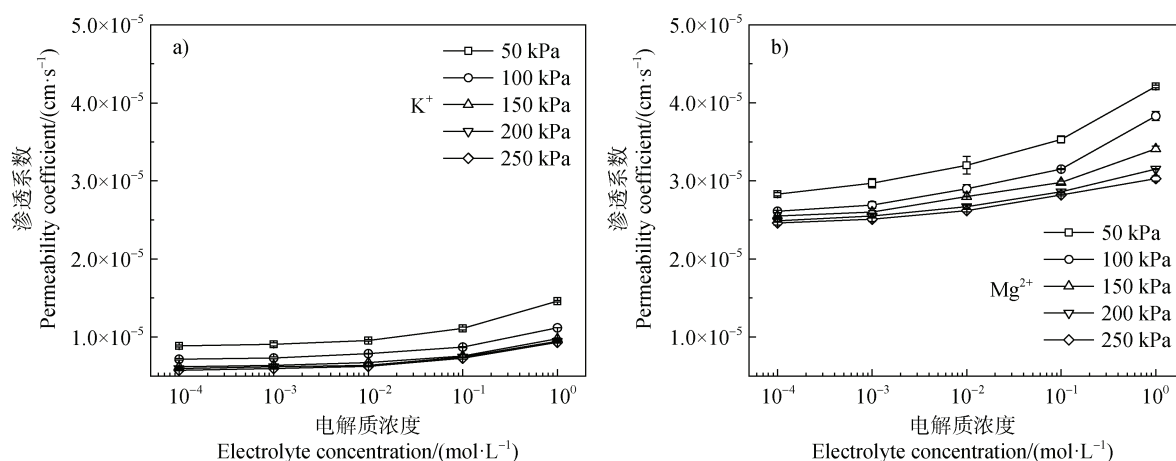 a)
渗透系数
Permeability coefficient/(cm·s⁻¹)
5.0×10⁻⁵
4.0×10⁻⁵
3.0×10⁻⁵
2.0×10⁻⁵
1.0×10⁻⁵
K⁺
50 kPa
100 kPa
150 kPa
200 kPa
250 kPa
10⁻⁴ 10⁻³ 10⁻² 10⁻¹ 10⁰
电解质浓度
Electrolyte concentration/(mol·L⁻¹)
b)
渗透系数
Permeability coefficient/(cm·s⁻¹)
5.0×10⁻⁵
4.0×10⁻⁵
3.0×10⁻⁵
2.0×10⁻⁵
1.0×10⁻⁵
Mg²⁺
50 kPa
100 kPa
150 kPa
200 kPa
250 kPa
10⁻⁴ 10⁻³ 10⁻² 10⁻¹ 10⁰
电解质浓度
Electrolyte concentration/(mol·L⁻¹)